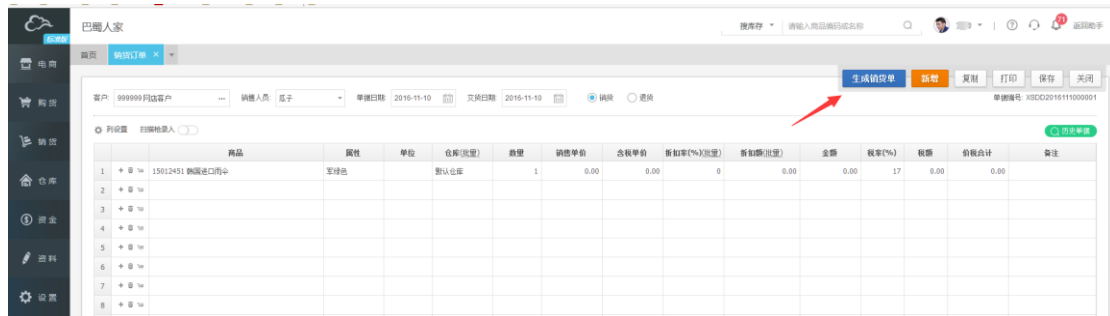 巴蜀人家 搜库存 请输入商品编码或名称 71 返回助手
标准版
首页 销货订单 ×
电商
生成销货单 新增 复制 打印 保存 关闭
购货
客户: 999999 网店客户 ... 销售人员: 瓜子 单据日期: 2016-11-10 交货日期: 2016-11-10 销货 退货 单据编号: XSDD2016111000001
列设置 扫描枪录入 历史单据
销货
商品 属性 单位 仓库(批量) 数量 销售单价 含税单价 折扣率(%)(批量) 折扣额(批量) 金额 税率(%) 税额 价税合计 备注
1 15012451 韩国进口雨伞 军绿色 默认仓库 1 0.00 0.00 0 0.00 0.00 17 0.00 0.00
仓库
2
3
资金
4
5
资料
6
7
设置
8